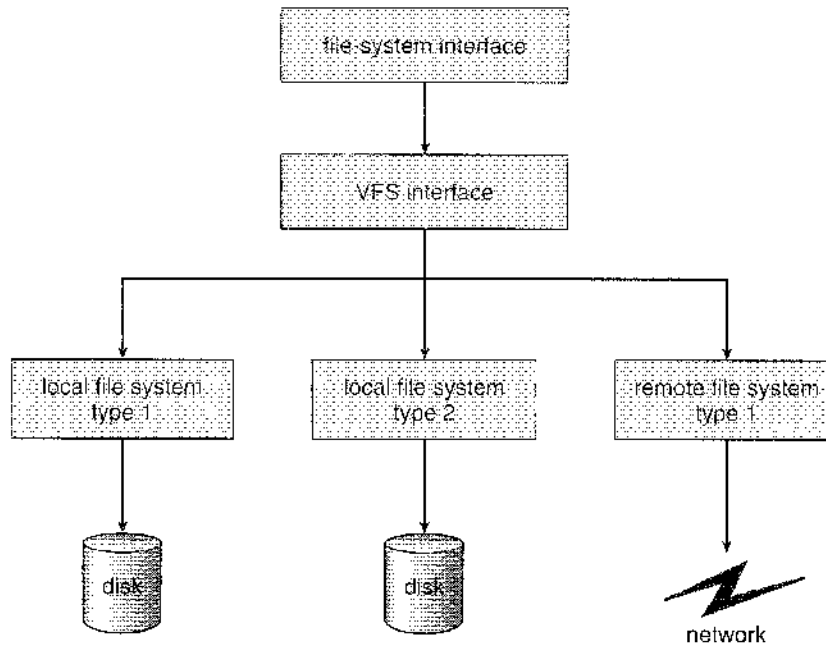 file-system interface
VFS interface
local file system
type 1
local file system
type 2
remote file system
type 1
disk
disk
network